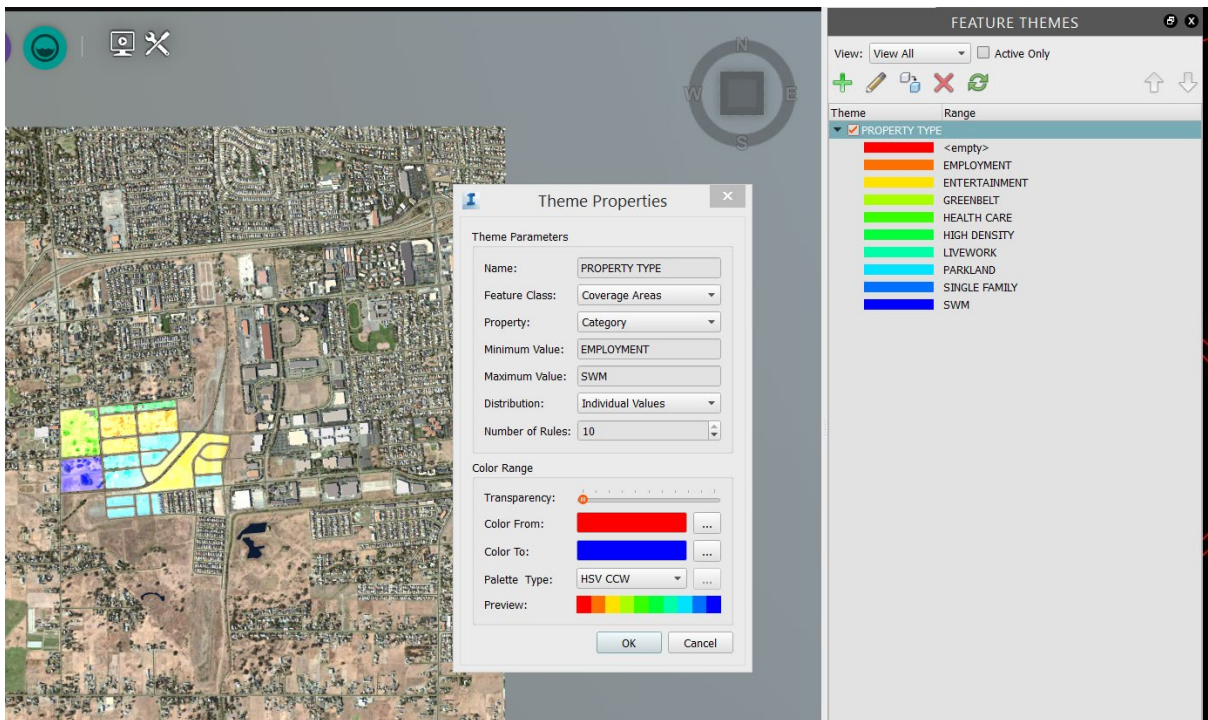 FEATURE THEMES
View: View All Active Only
Theme Range
PROPERTY TYPE
<empty>
EMPLOYMENT
ENTERTAINMENT
GREENBELT
HEALTH CARE
HIGH DENSITY
LIVEWORK
PARKLAND
SINGLE FAMILY
SWM
N
W E
S
I Theme Properties
Theme Parameters
Name: PROPERTY TYPE
Feature Class: Coverage Areas
Property: Category
Minimum Value: EMPLOYMENT
Maximum Value: SWM
Distribution: Individual Values
Number of Rules: 10
Color Range
Transparency:
Color From: ...
Color To: ...
Palette Type: HSV CCW ...
Preview:
OK Cancel